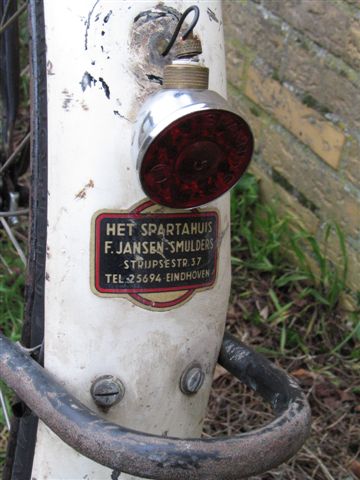 HET SPARTAHUIS
F. JANSEN-SMULDERS
STRIJPSESTR. 37
TEL. 25694-EINDHOVEN